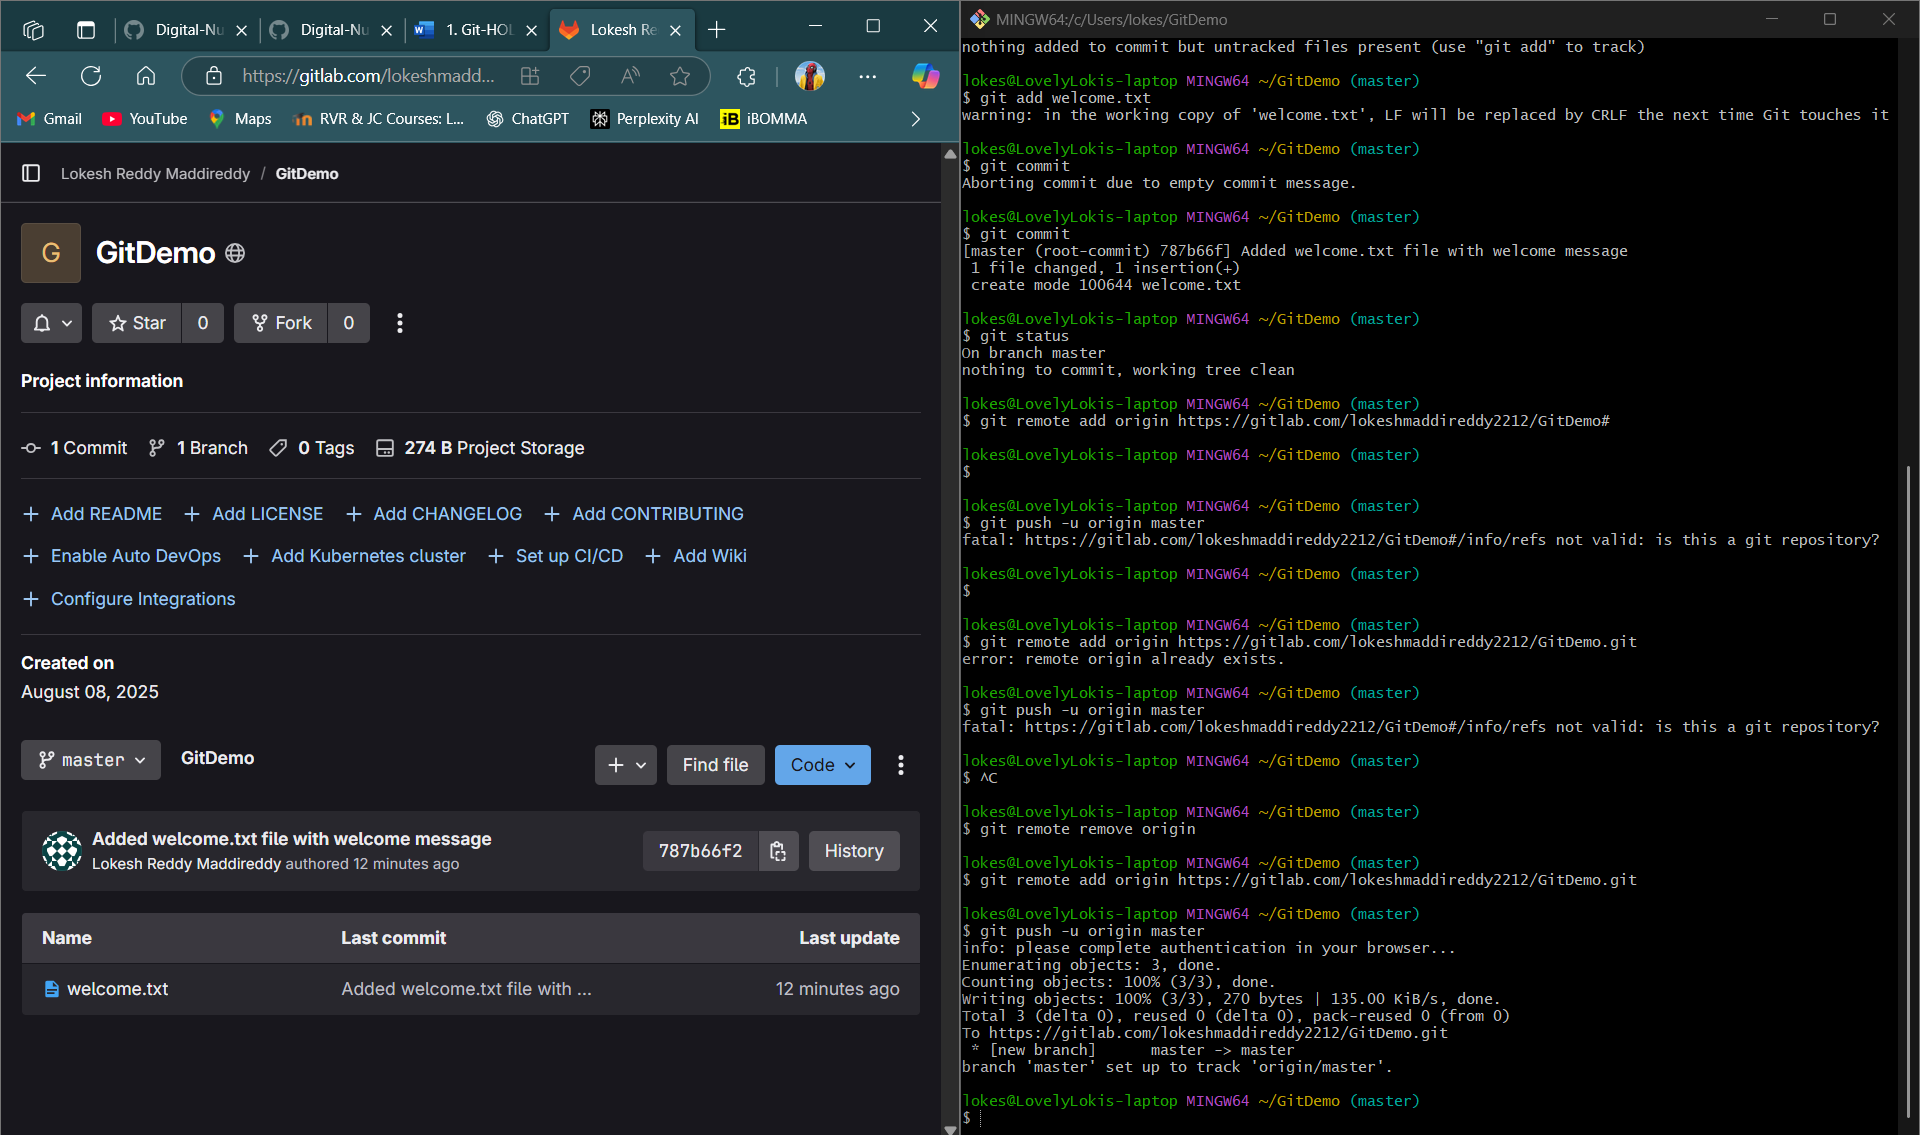 Digital-Nu
Digital-Nu
1. Git-HOL
Lokesh Re
https://gitlab.com/lokeshmadd...
Gmail
YouTube
Maps
RVR & JC Courses: L...
ChatGPT
Perplexity AI
iB
iBOMMA
Lokesh Reddy Maddireddy / GitDemo
G
GitDemo
Star 0
Fork 0
Project information
1 Commit
1 Branch
0 Tags
274 B Project Storage
Add README
Add LICENSE
Add CHANGELOG
Add CONTRIBUTING
Enable Auto DevOps
Add Kubernetes cluster
Set up CI/CD
Add Wiki
Configure Integrations
Created on
August 08, 2025
master
GitDemo
Find file
Code
Added welcome.txt file with welcome message
Lokesh Reddy Maddireddy authored 12 minutes ago
787b66f2
History
Name Last commit Last update
welcome.txt Added welcome.txt file with ... 12 minutes ago
MINGW64:/c/Users/lokes/GitDemo
nothing added to commit but untracked files present (use "git add" to track)
lokes@LovelyLokis-laptop MINGW64 ~/GitDemo (master)
$ git add welcome.txt
warning: in the working copy of 'welcome.txt', LF will be replaced by CRLF the next time Git touches it
lokes@LovelyLokis-laptop MINGW64 ~/GitDemo (master)
$ git commit
Aborting commit due to empty commit message.
lokes@LovelyLokis-laptop MINGW64 ~/GitDemo (master)
$ git commit
[master (root-commit) 787b66f] Added welcome.txt file with welcome message
1 file changed, 1 insertion(+)
create mode 100644 welcome.txt
lokes@LovelyLokis-laptop MINGW64 ~/GitDemo (master)
$ git status
On branch master
nothing to commit, working tree clean
lokes@LovelyLokis-laptop MINGW64 ~/GitDemo (master)
$ git remote add origin https://gitlab.com/lokeshmaddireddy2212/GitDemo#
lokes@LovelyLokis-laptop MINGW64 ~/GitDemo (master)
$
lokes@LovelyLokis-laptop MINGW64 ~/GitDemo (master)
$ git push -u origin master
fatal: https://gitlab.com/lokeshmaddireddy2212/GitDemo#/info/refs not valid: is this a git repository?
lokes@LovelyLokis-laptop MINGW64 ~/GitDemo (master)
$
lokes@LovelyLokis-laptop MINGW64 ~/GitDemo (master)
$ git remote add origin https://gitlab.com/lokeshmaddireddy2212/GitDemo.git
error: remote origin already exists.
lokes@LovelyLokis-laptop MINGW64 ~/GitDemo (master)
$ git push -u origin master
fatal: https://gitlab.com/lokeshmaddireddy2212/GitDemo#/info/refs not valid: is this a git repository?
lokes@LovelyLokis-laptop MINGW64 ~/GitDemo (master)
$ ^C
lokes@LovelyLokis-laptop MINGW64 ~/GitDemo (master)
$ git remote remove origin
lokes@LovelyLokis-laptop MINGW64 ~/GitDemo (master)
$ git remote add origin https://gitlab.com/lokeshmaddireddy2212/GitDemo.git
lokes@LovelyLokis-laptop MINGW64 ~/GitDemo (master)
$ git push -u origin master
info: please complete authentication in your browser...
Enumerating objects: 3, done.
Counting objects: 100% (3/3), done.
Writing objects: 100% (3/3), 270 bytes | 135.00 KiB/s, done.
Total 3 (delta 0), reused 0 (delta 0), pack-reused 0 (from 0)
To https://gitlab.com/lokeshmaddireddy2212/GitDemo.git
* [new branch] master -> master
branch 'master' set up to track 'origin/master'.
lokes@LovelyLokis-laptop MINGW64 ~/GitDemo (master)
$